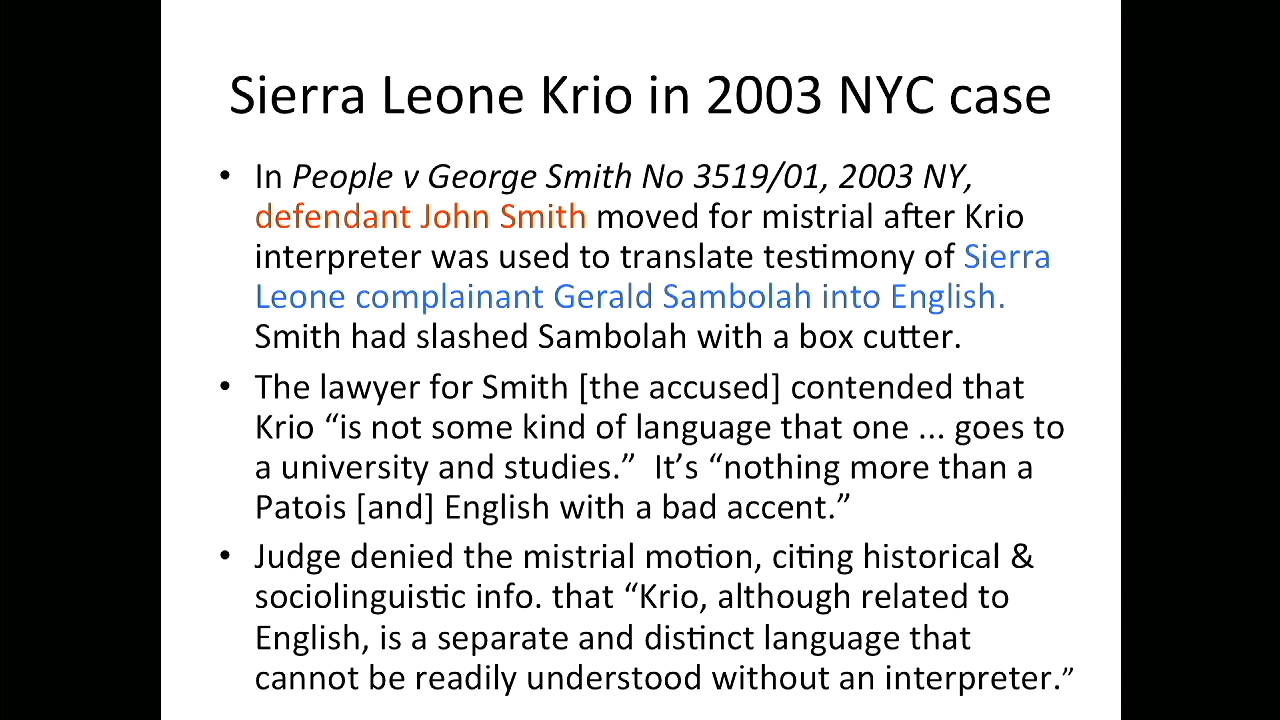 Sierra Leone Krio in 2003 NYC case
• In People v George Smith No 3519/01, 2003 NY,
defendant John Smith moved for mistrial after Krio
interpreter was used to translate testimony of Sierra
Leone complainant Gerald Sambolah into English.
Smith had slashed Sambolah with a box cutter.
• The lawyer for Smith [the accused] contended that
Krio “is not some kind of language that one ... goes to
a university and studies.”  It’s “nothing more than a
Patois [and] English with a bad accent.”
• Judge denied the mistrial motion, citing historical &
sociolinguistic info. that “Krio, although related to
English, is a separate and distinct language that
cannot be readily understood without an interpreter.”